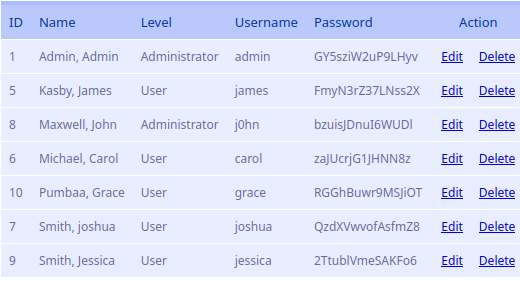 ID Name Level Username Password Action
1 Admin, Admin Administrator admin GY5sziW2uP9LHyv Edit Delete
5 Kasby, James User james FmyN3rZ37LNss2X Edit Delete
8 Maxwell, John Administrator j0hn bzuisJDnuI6WUDl Edit Delete
6 Michael, Carol User carol zaJUcrjG1JHNN8z Edit Delete
10 Pumbaa, Grace User grace RGGhBuwr9MSJiOT Edit Delete
7 Smith, joshua User joshua QzdXVwvofAsfmZ8 Edit Delete
9 Smith, Jessica User jessica 2TtublVmeSAKFo6 Edit Delete